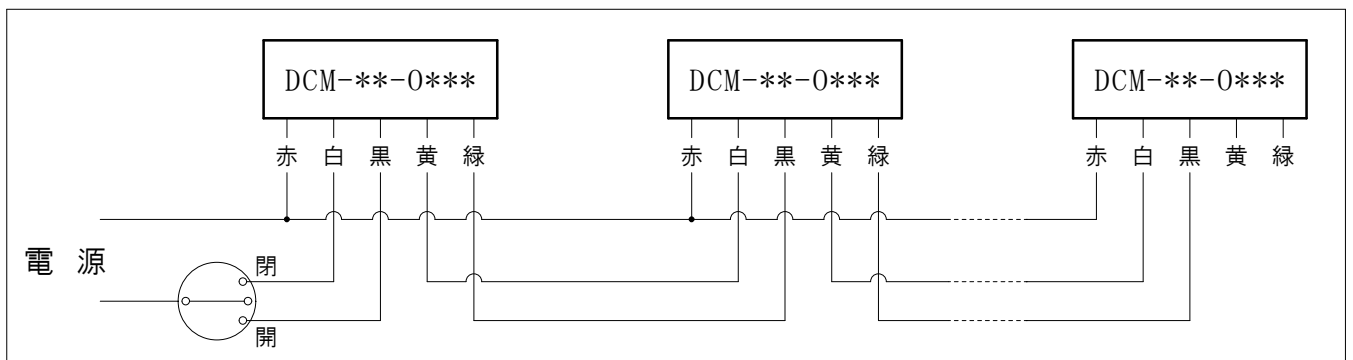 DCM-**-O*** DCM-**-O*** DCM-**-O***
赤 白 黒 黄 緑 赤 白 黒 黄 緑 赤 白 黒 黄 緑
電 源
閉
開